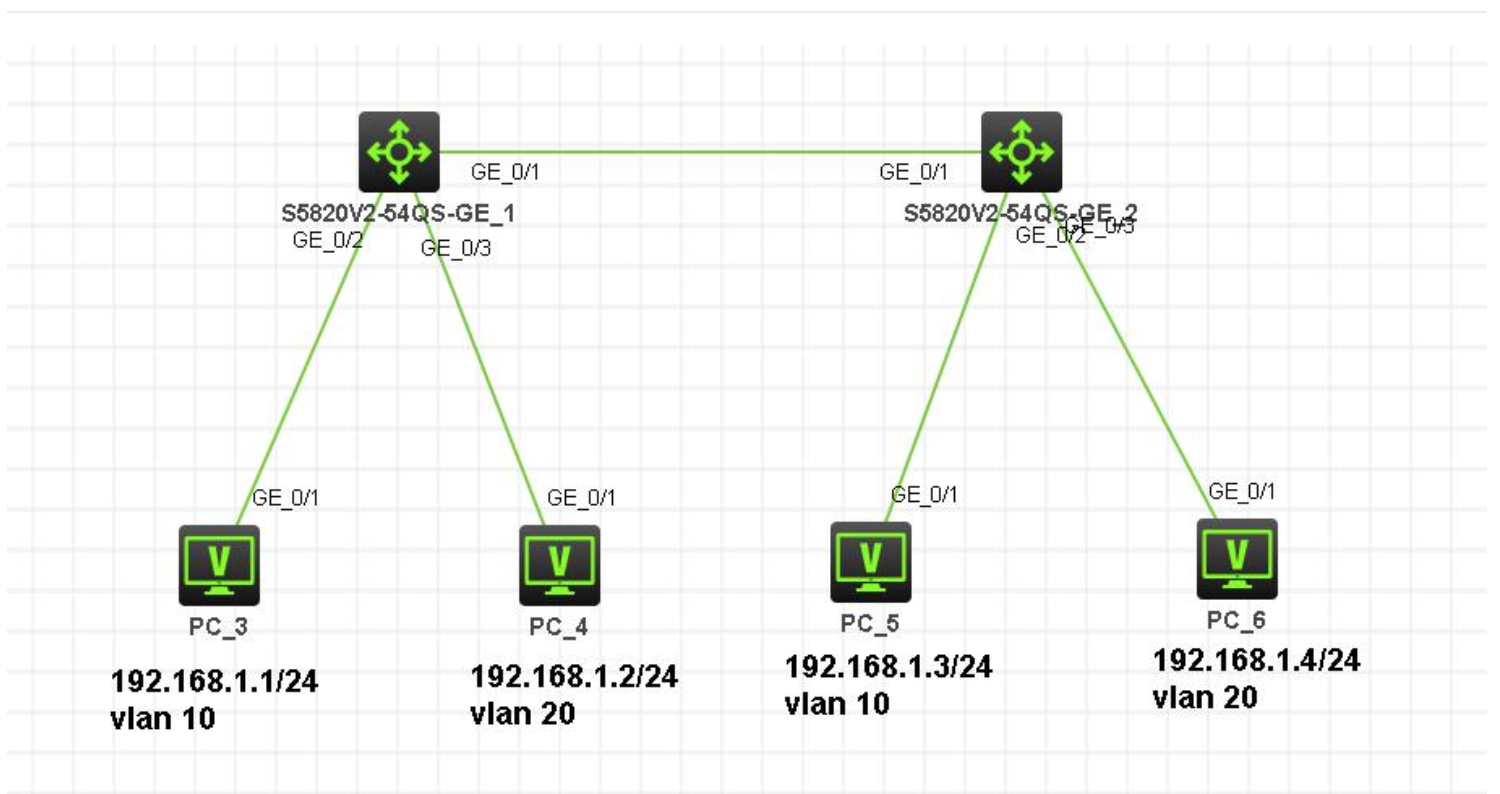 GE_0/1
GE_0/1
S5820V2-54QS-GE_1
S5820V2-54QS-GE_2
GE_0/2
GE_0/3
GE_0/2
GE_0/3
GE_0/1
GE_0/1
GE_0/1
GE_0/1
PC_3
PC_4
PC_5
PC_6
192.168.1.1/24
vlan 10
192.168.1.2/24
vlan 20
192.168.1.3/24
vlan 10
192.168.1.4/24
vlan 20